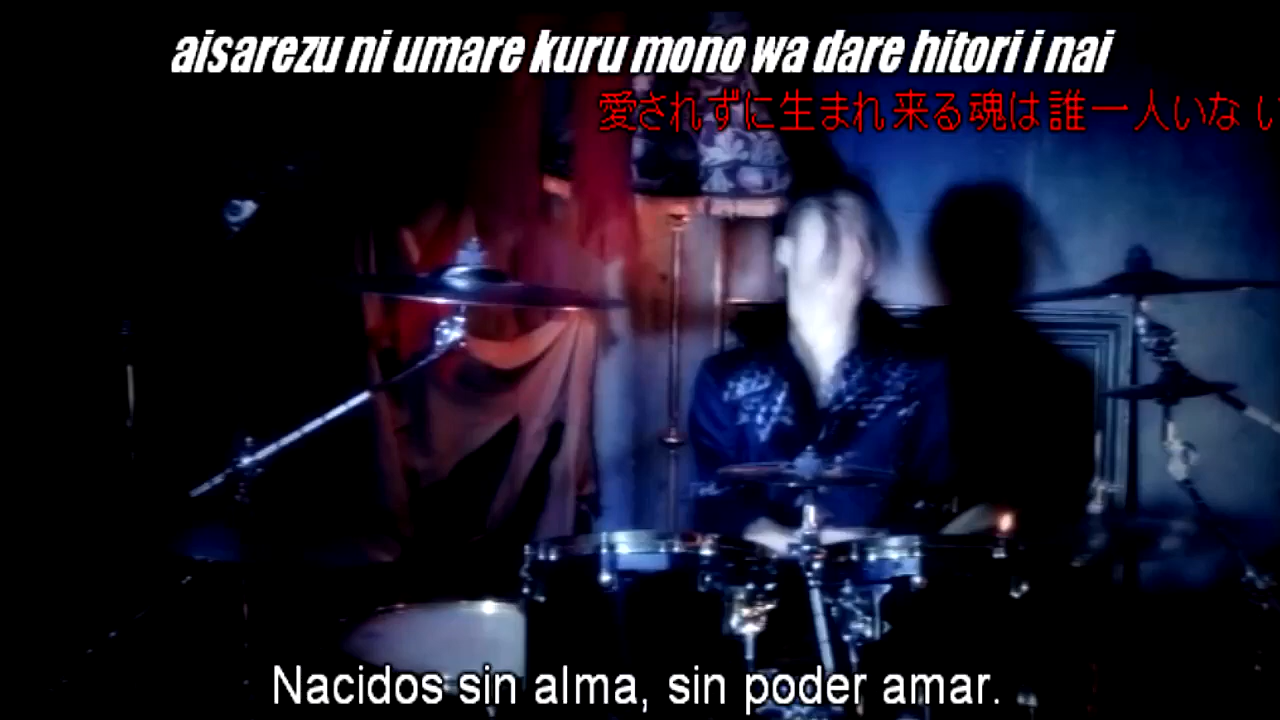 aisarezu ni umare kuru mono wa dare hitori i nai
愛されずに生まれ来る魂は誰一人いない
Nacidos sin alma, sin poder amar.